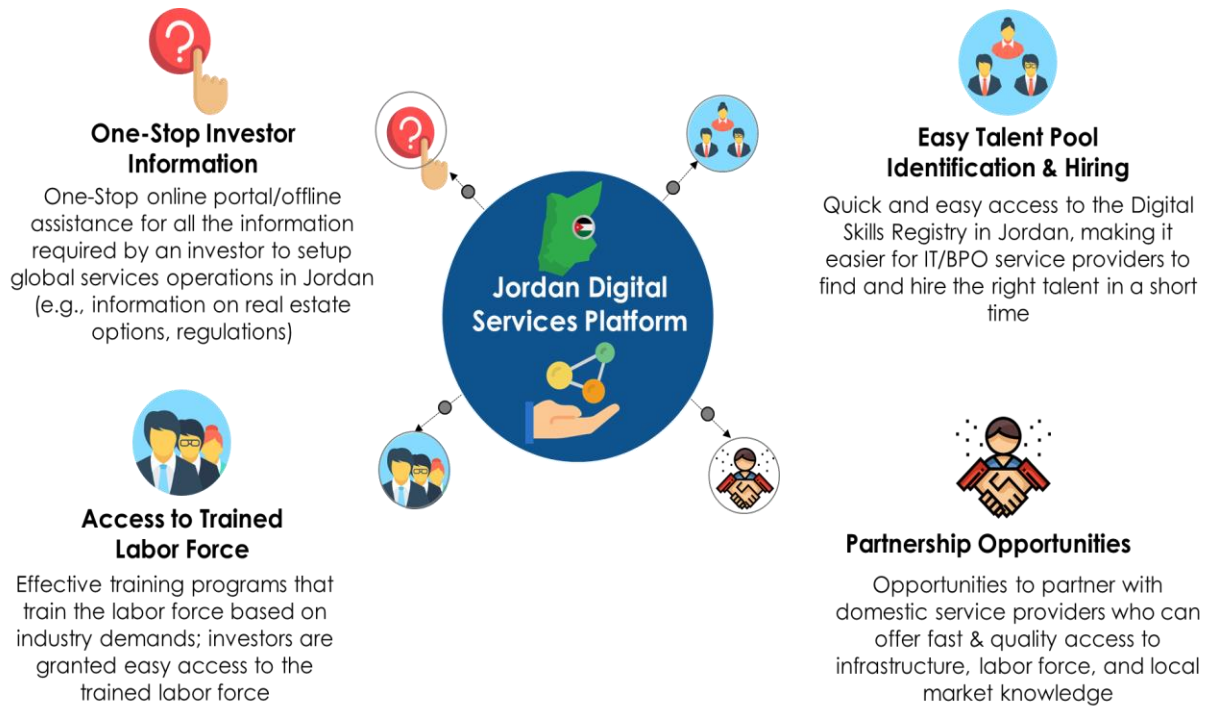 One-Stop Investor
Information
One-Stop online portal/offline
assistance for all the information
required by an investor to setup
global services operations in Jordan
(e.g., information on real estate
options, regulations)
Easy Talent Pool
Identification & Hiring
Quick and easy access to the Digital
Skills Registry in Jordan, making it
easier for IT/BPO service providers to
find and hire the right talent in a short
time
Jordan Digital
Services Platform
Access to Trained
Labor Force
Effective training programs that
train the labor force based on
industry demands; investors are
granted easy access to the
trained labor force
Partnership Opportunities
Opportunities to partner with
domestic service providers who can
offer fast & quality access to
infrastructure, labor force, and local
market knowledge